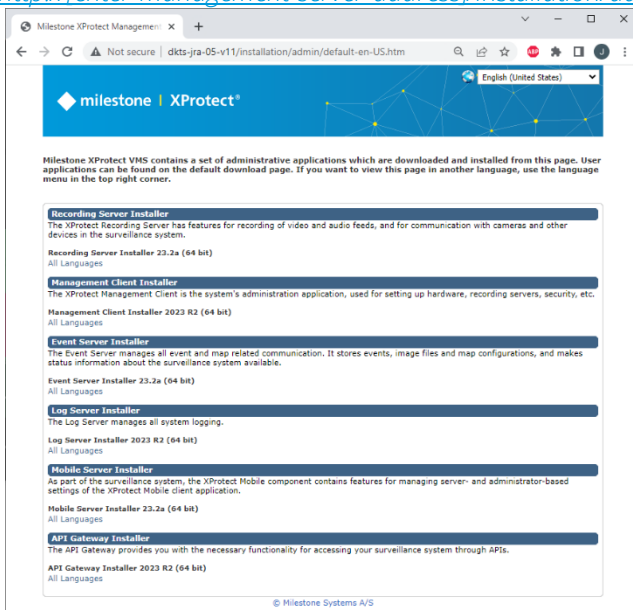 Milestone XProtect Management
Not secure | dkts-jra-05-v11/installation/admin/default-en-US.htm
ABP
J
English (United States)
milestone | XProtect®
Milestone XProtect VMS contains a set of administrative applications which are downloaded and installed from this page. User
applications can be found on the default download page. If you want to view this page in another language, use the language
menu in the top right corner.
Recording Server Installer
The XProtect Recording Server has features for recording of video and audio feeds, and for communication with cameras and other
devices in the surveillance system.
Recording Server Installer 23.2a (64 bit)
All Languages
Management Client Installer
The XProtect Management Client is the system's administration application, used for setting up hardware, recording servers, security, etc.
Management Client Installer 2023 R2 (64 bit)
All Languages
Event Server Installer
The Event Server manages all event and map related communication. It stores events, image files and map configurations, and makes
status information about the surveillance system available.
Event Server Installer 23.2a (64 bit)
All Languages
Log Server Installer
The Log Server manages all system logging.
Log Server Installer 2023 R2 (64 bit)
All Languages
Mobile Server Installer
As part of the surveillance system, the XProtect Mobile component contains features for managing server- and administrator-based
settings of the XProtect Mobile client application.
Mobile Server Installer 23.2a (64 bit)
All Languages
API Gateway Installer
The API Gateway provides you with the necessary functionality for accessing your surveillance system through APIs.
API Gateway Installer 2023 R2 (64 bit)
All Languages
© Milestone Systems A/S